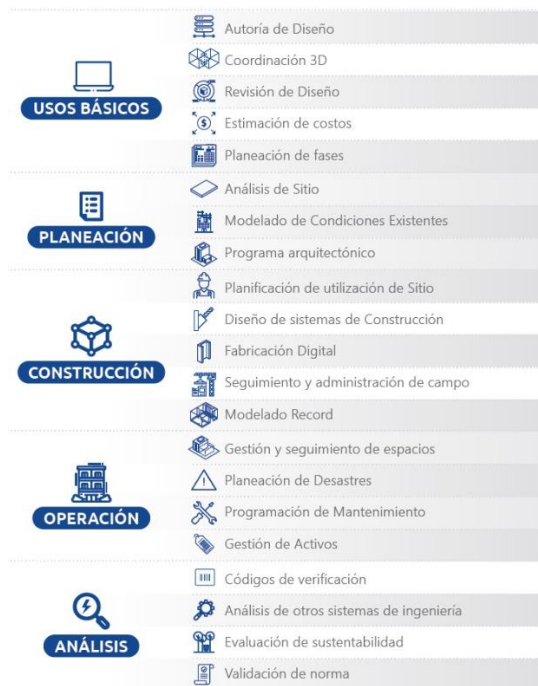 USOS BÁSICOS
Autoría de Diseño
Coordinación 3D
Revisión de Diseño
Estimación de costos
Planeación de fases
PLANEACIÓN
Análisis de Sitio
Modelado de Condiciones Existentes
Programa arquitectónico
CONSTRUCCIÓN
Planificación de utilización de Sitio
Diseño de sistemas de Construcción
Fabricación Digital
Seguimiento y administración de campo
Modelado Record
OPERACIÓN
Gestión y seguimiento de espacios
Planeación de Desastres
Programación de Mantenimiento
Gestión de Activos
ANÁLISIS
Códigos de verificación
Análisis de otros sistemas de ingeniería
Evaluación de sustentabilidad
Validación de norma